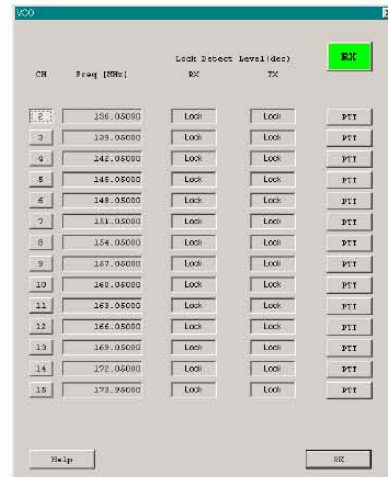 VCO
RX
Lock Detect Level(dec)
CH Freq [MHz] RX TX
2 136.05000 Lock Lock PTT
3 139.05000 Lock Lock PTT
4 142.05000 Lock Lock PTT
5 145.05000 Lock Lock PTT
6 148.05000 Lock Lock PTT
7 151.05000 Lock Lock PTT
8 154.05000 Lock Lock PTT
9 157.05000 Lock Lock PTT
10 160.05000 Lock Lock PTT
11 163.05000 Lock Lock PTT
12 166.05000 Lock Lock PTT
13 169.05000 Lock Lock PTT
14 172.05000 Lock Lock PTT
15 173.95000 Lock Lock PTT
Help OK